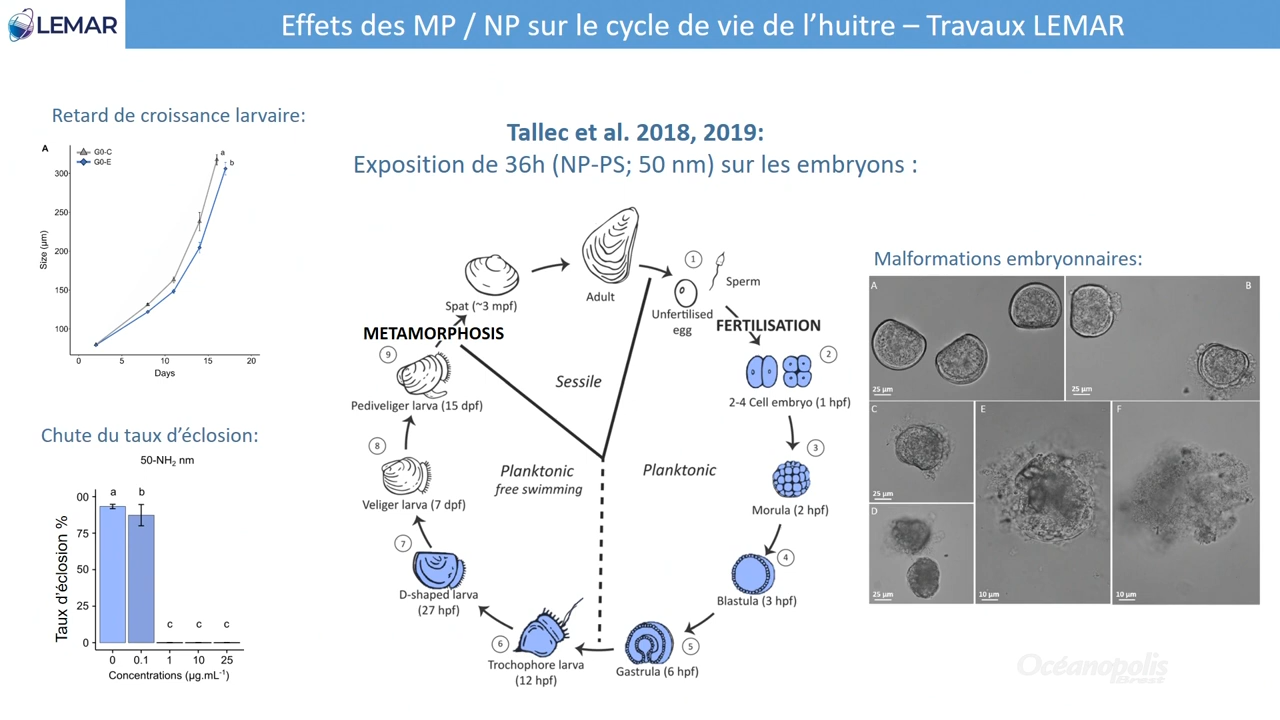 LEMAR
Effets des MP / NP sur le cycle de vie de l’huitre – Travaux LEMAR
Retard de croissance larvaire:
A
G0-C
G0-E
a
b
300
250
200
150
100
Size (µm)
0 5 10 15 20
Days
Chute du taux d’éclosion:
50-NH2 nm
a b
00
75
50
25
0
c c c
Taux d'éclosion %
0 0.1 1 10 25
Concentrations (µg.mL-1)
Tallec et al. 2018, 2019:
Exposition de 36h (NP-PS; 50 nm) sur les embryons :
Adult
1
Sperm
Unfertilised
egg
FERTILISATION
2
2-4 Cell embryo (1 hpf)
3
Morula (2 hpf)
4
Blastula (3 hpf)
5
Gastrula (6 hpf)
6
Trochophore larva
(12 hpf)
7
D-shaped larva
(27 hpf)
8
Veliger larva (7 dpf)
9
Pediveliger larva (15 dpf)
METAMORPHOSIS
Spat (~3 mpf)
Sessile
Planktonic
free swimming
Planktonic
Malformations embryonnaires:
A
25 µm
B
25 µm
C
25 µm
D
25 µm
E
10 µm
F
10 µm
Océanopolis
Brest